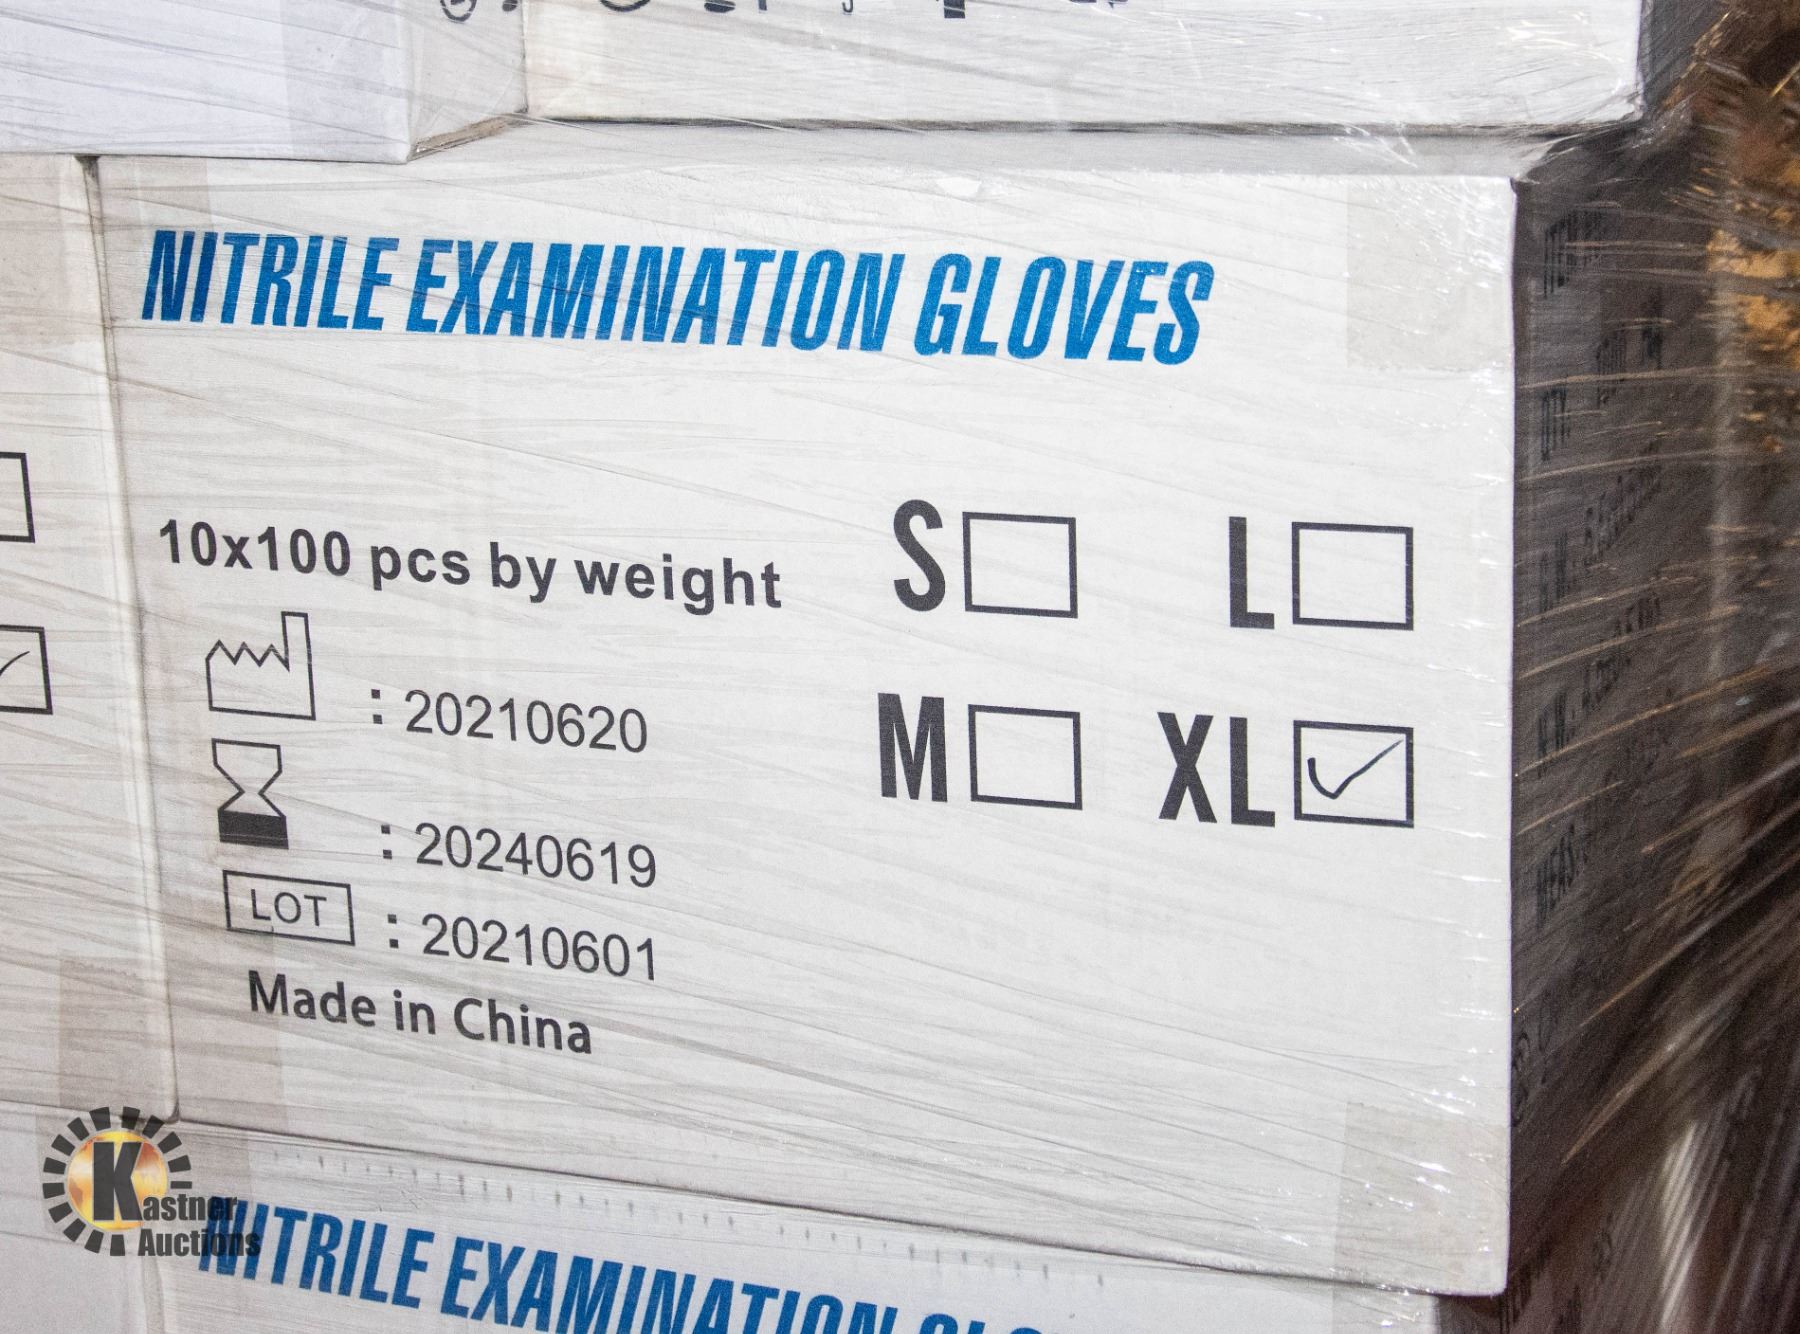 NITRILE EXAMINATION GLOVES
10x100 pcs by weight
S L
M XL
: 20210620
: 20240619
LOT : 20210601
Made in China
Kastner
Auctions
NITRILE EXAMINATION